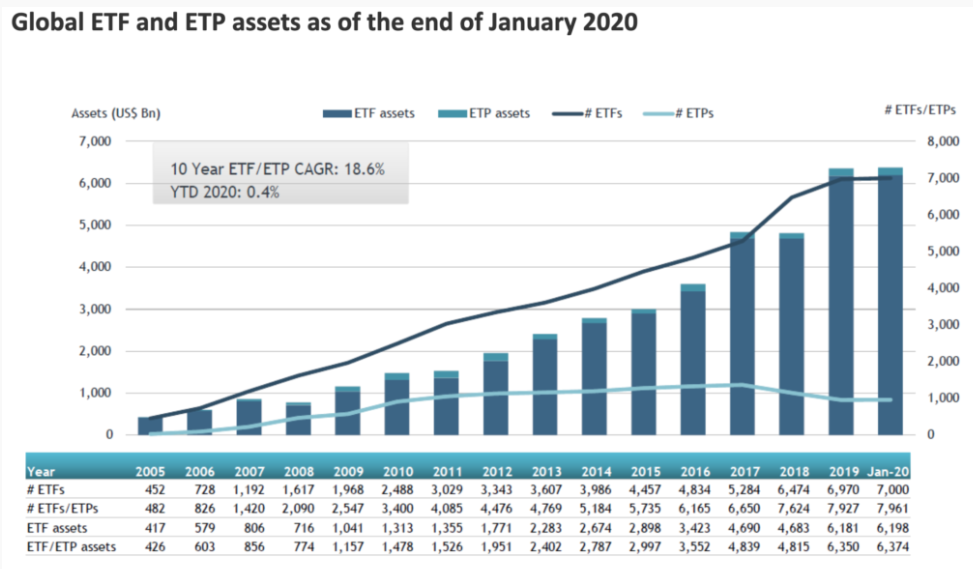 Global ETF and ETP assets as of the end of January 2020
Assets (US$ Bn) ETF assets ETP assets # ETFs # ETPs # ETFs/ETPs
7,000 8,000
10 Year ETF/ETP CAGR: 18.6%
YTD 2020: 0.4%
6,000 7,000
6,000
5,000 5,000
4,000 4,000
3,000 3,000
2,000 2,000
1,000 1,000
0 0
Year 2005 2006 2007 2008 2009 2010 2011 2012 2013 2014 2015 2016 2017 2018 2019 Jan-20
# ETFs 452 728 1,192 1,617 1,968 2,488 3,029 3,343 3,607 3,986 4,457 4,834 5,284 6,474 6,970 7,000
# ETFs/ETPs 482 826 1,420 2,090 2,547 3,400 4,085 4,476 4,769 5,184 5,735 6,165 6,650 7,624 7,927 7,961
ETF assets 417 579 806 716 1,041 1,313 1,355 1,771 2,283 2,674 2,898 3,423 4,690 4,683 6,181 6,198
ETF/ETP assets 426 603 856 774 1,157 1,478 1,526 1,951 2,402 2,787 2,997 3,552 4,839 4,815 6,350 6,374